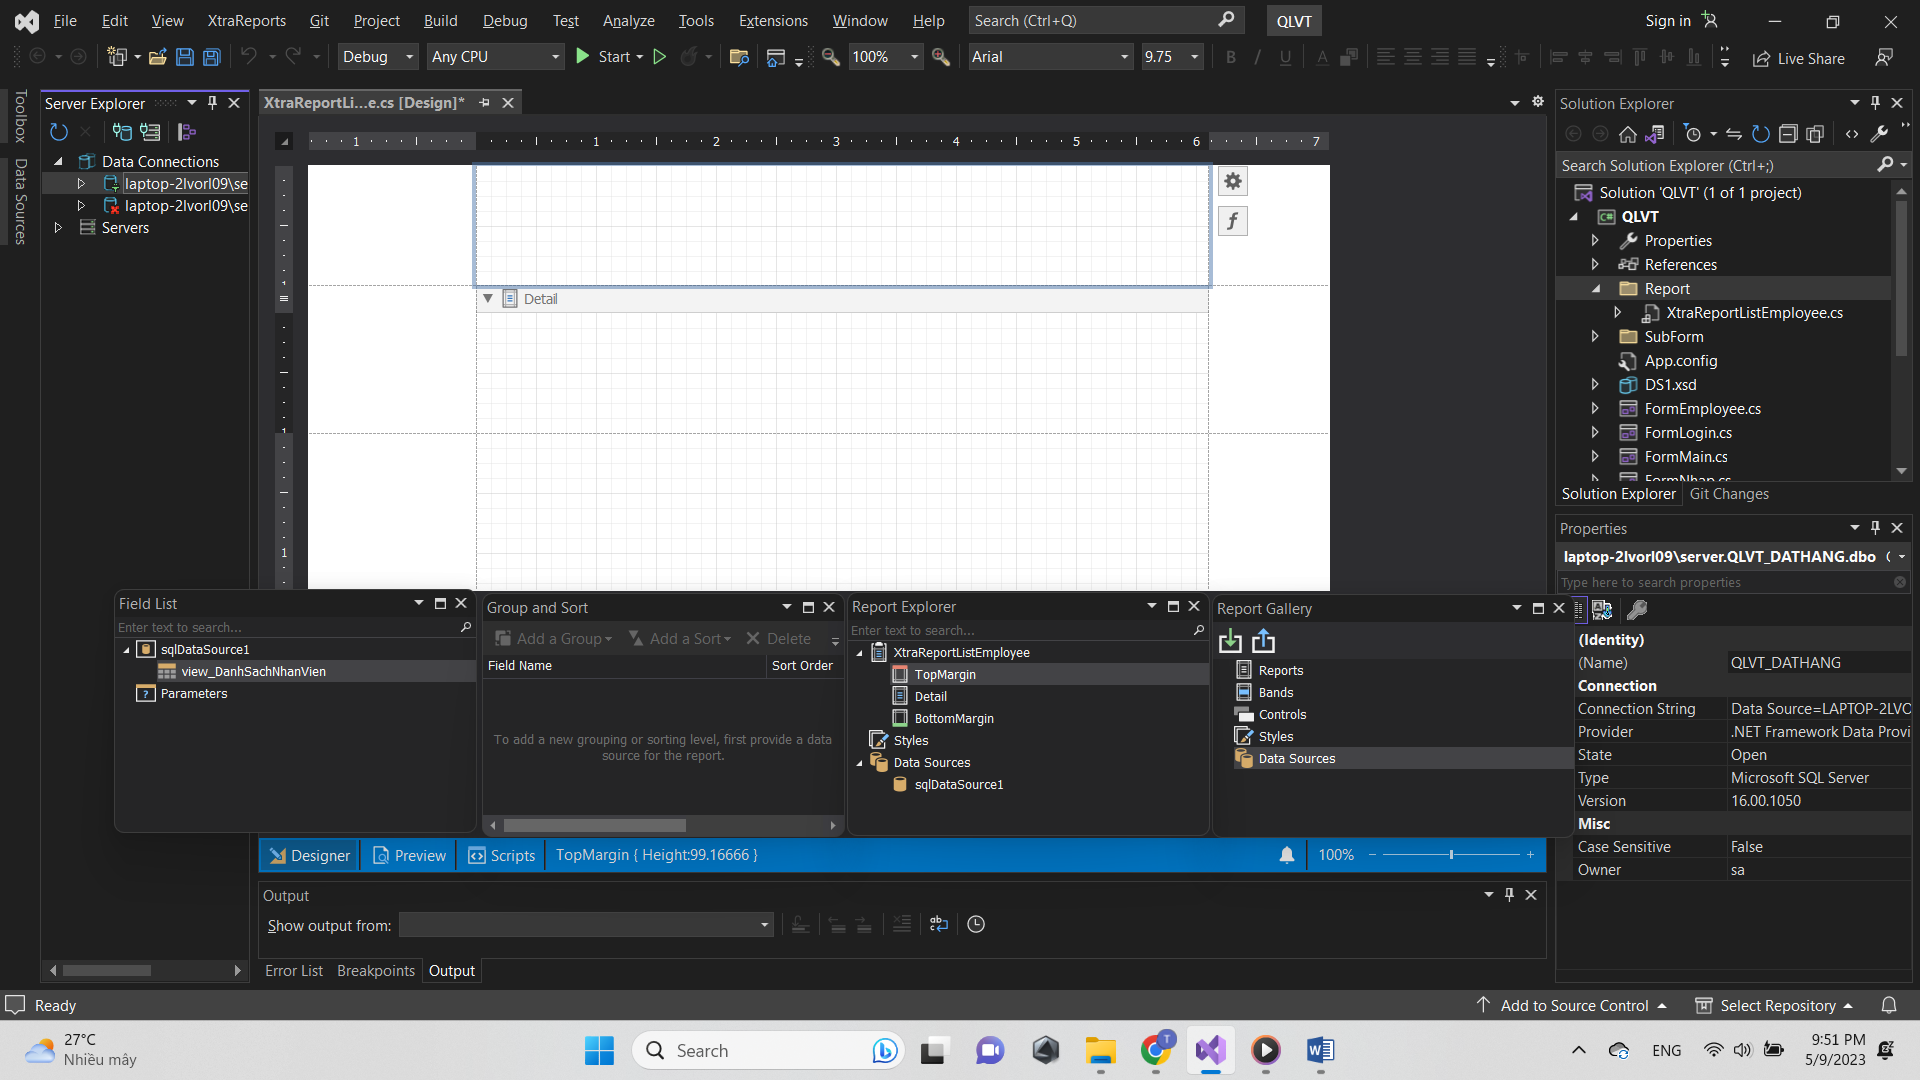 File Edit View XtraReports Git Project Build Debug Test Analyze Tools Extensions Window Help Search (Ctrl+Q) QLVT Sign in
Debug Any CPU Start 100% Arial 9.75 B I U A Live Share
Toolbox
Data Sources
Server Explorer
Data Connections
laptop-2lvorl09\se
laptop-2lvorl09\se
Servers
XtraReportLi...e.cs [Design]*
1 1 2 3 4 5 6 7
Detail
1
1
1
Solution Explorer
Search Solution Explorer (Ctrl+;)
Solution 'QLVT' (1 of 1 project)
QLVT
Properties
References
Report
XtraReportListEmployee.cs
SubForm
App.config
DS1.xsd
FormEmployee.cs
FormLogin.cs
FormMain.cs
FormNhap.cs
Solution Explorer Git Changes
Field List
Enter text to search...
sqlDataSource1
view_DanhSachNhanVien
Parameters
Group and Sort
Add a Group Add a Sort Delete
Field Name Sort Order
To add a new grouping or sorting level, first provide a data
source for the report.
Report Explorer
Enter text to search...
XtraReportListEmployee
TopMargin
Detail
BottomMargin
Styles
Data Sources
sqlDataSource1
Report Gallery
Reports
Bands
Controls
Styles
Data Sources
Properties
laptop-2lvorl09\server.QLVT_DATHANG.dbo
Type here to search properties
(Identity)
(Name) QLVT_DATHANG
Connection
Connection String Data Source=LAPTOP-2LVO
Provider .NET Framework Data Provi
State Open
Type Microsoft SQL Server
Version 16.00.1050
Misc
Case Sensitive False
Owner sa
Designer Preview Scripts TopMargin { Height:99.16666 } 100%
Output
Show output from:
Error List Breakpoints Output
Ready Add to Source Control Select Repository
27°C
Nhiều mây
Search
ENG
9:51 PM
5/9/2023